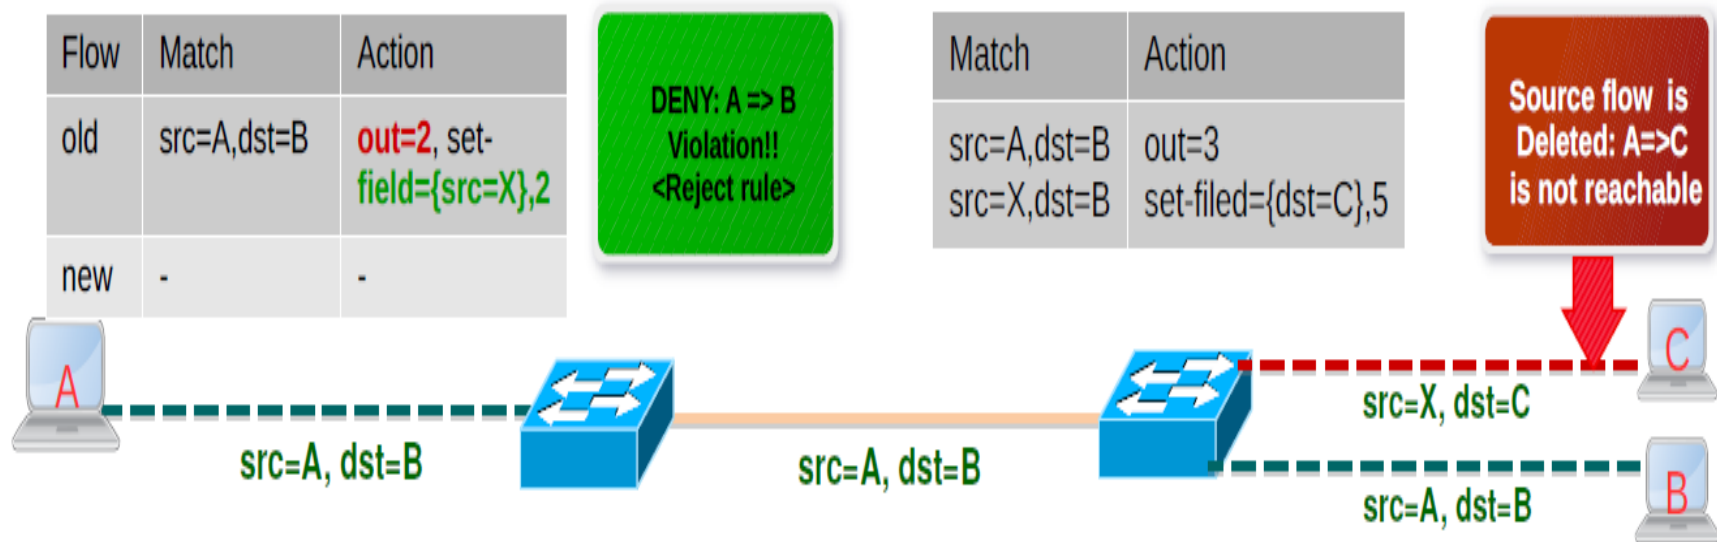 Flow Match Action
old src=A,dst=B out=2, set-
field={src=X},2
new - -
DENY: A => B
Violation!!
<Reject rule>
Match Action
src=A,dst=B out=3
src=X,dst=B set-filed={dst=C},5
Source flow is
Deleted: A=>C
is not reachable
A
src=A, dst=B
src=A, dst=B
C
src=X, dst=C
B
src=A, dst=B